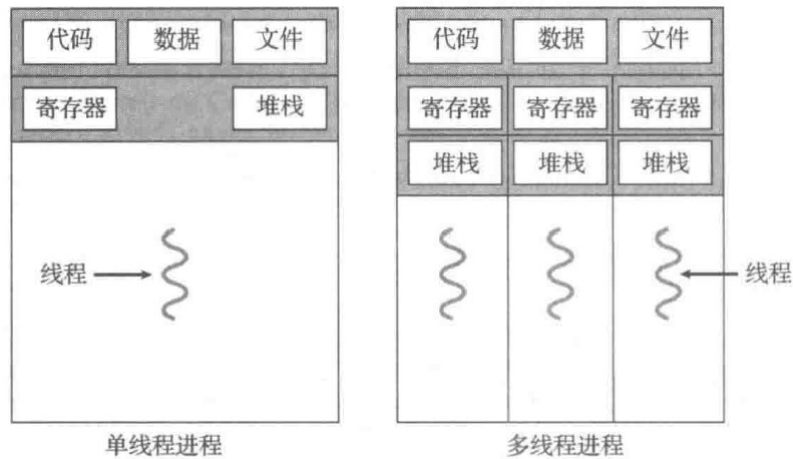 代码 数据 文件 代码 数据 文件
寄存器 堆栈 寄存器 寄存器 寄存器
堆栈 堆栈 堆栈
线程 线程
单线程进程 多线程进程